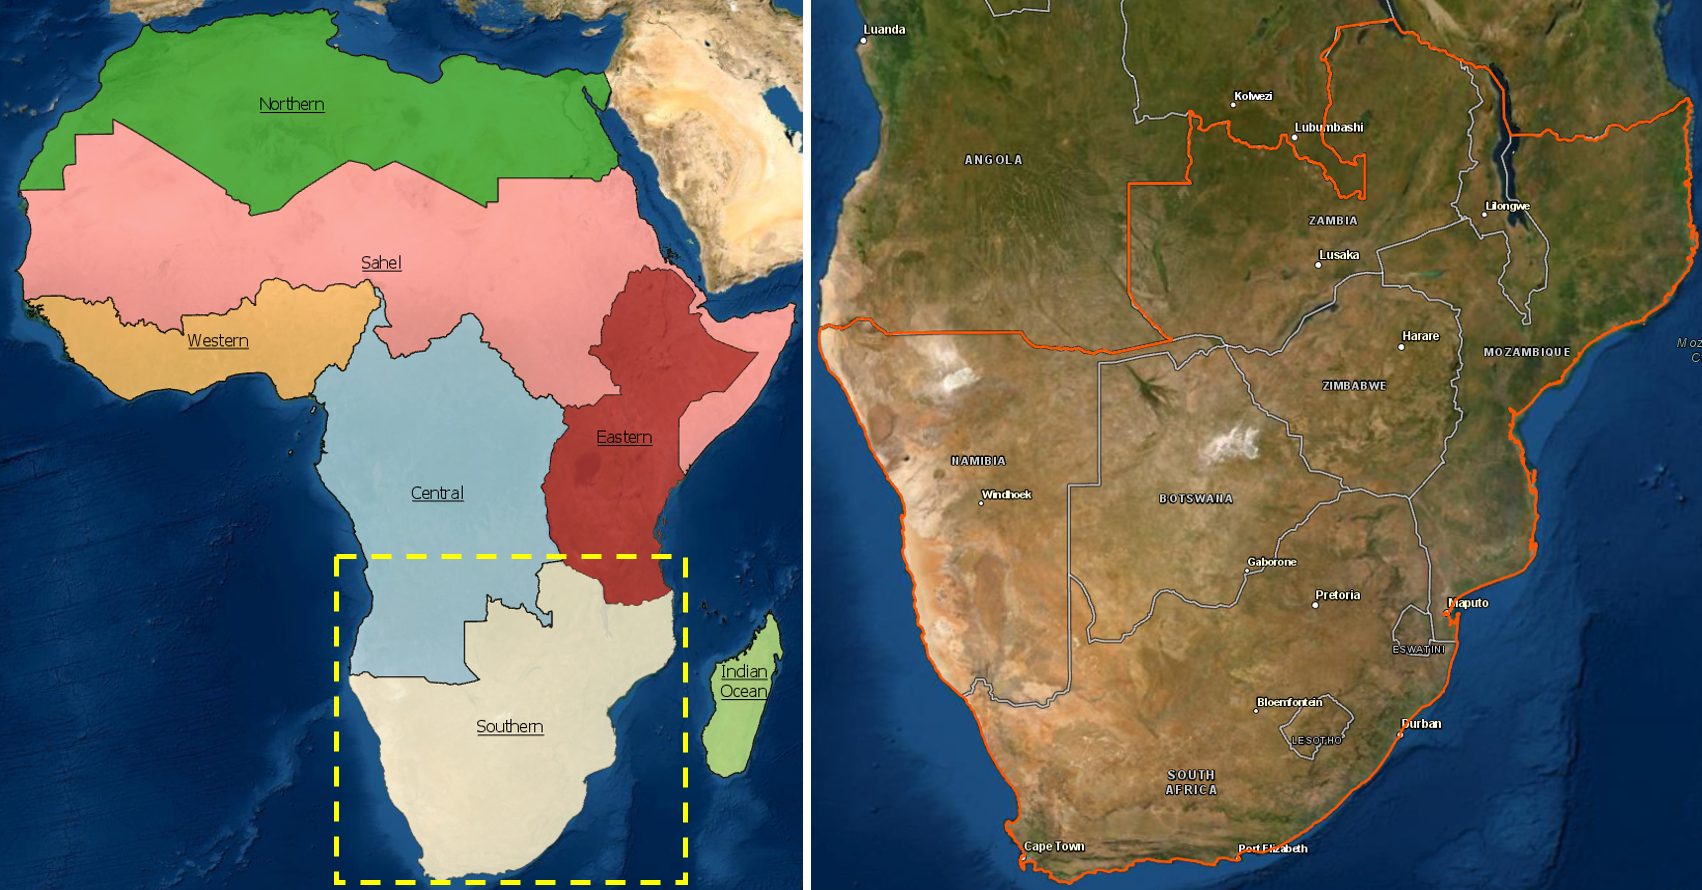 Northern
Sahel
Western
Eastern
Central
Indian
Ocean
Southern
Luanda
Kolwezi
Lubumbashi
ANGOLA
Lilongwe
ZAMBIA
Lusaka
Harare
Moz
C
MOZAMBIQUE
ZIMBABWE
NAMIBIA
Windhoek
BOTSWANA
Gaborone
Pretoria
Maputo
ESWATINI
Bloemfontein
Durban
LESOTHO
SOUTH
AFRICA
Cape Town
Port Elizabeth